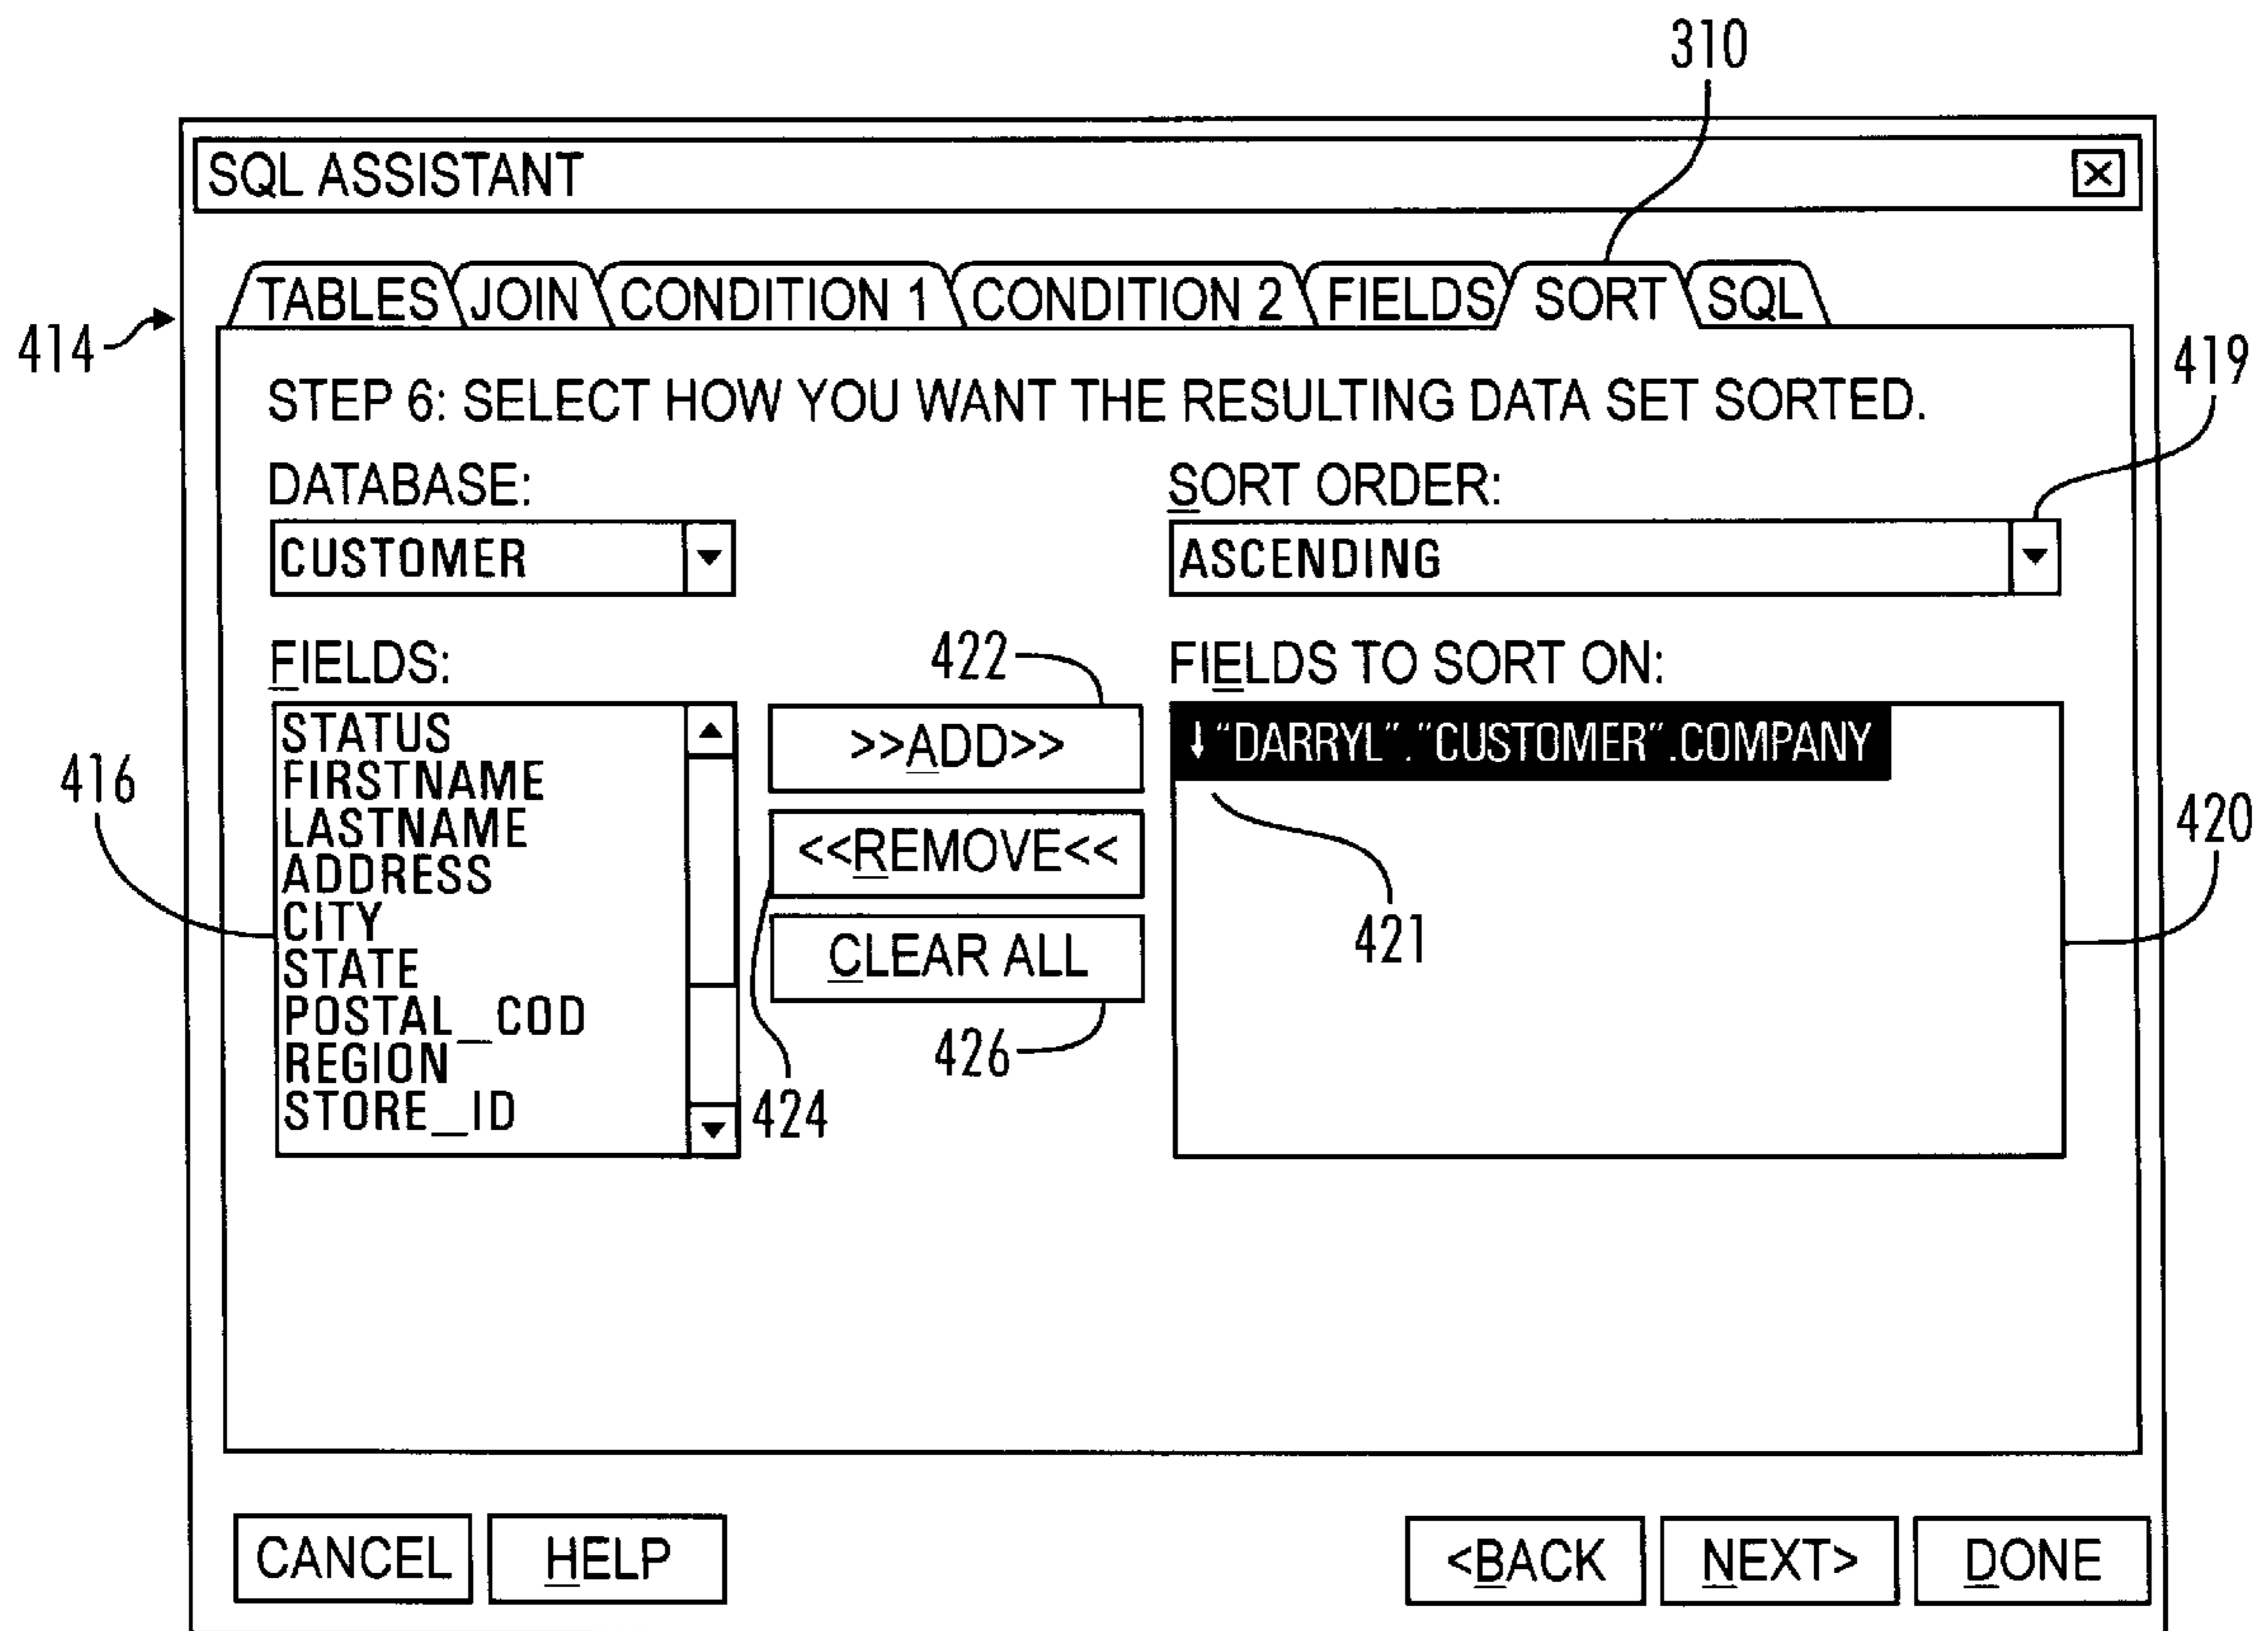 310
SQL ASSISTANT
TABLES JOIN CONDITION 1 CONDITION 2 FIELDS SORT SQL
414
419
STEP 6: SELECT HOW YOU WANT THE RESULTING DATA SET SORTED.
DATABASE: SORT ORDER:
CUSTOMER ASCENDING
FIELDS: 422 FIELDS TO SORT ON:
STATUS
FIRSTNAME
LASTNAME
ADDRESS
CITY
STATE
POSTAL_COD
REGION
STORE_ID
416
>>ADD>>
<<REMOVE<<
CLEAR ALL
424
426
↓ “DARRYL”.“CUSTOMER”.COMPANY
421
420
CANCEL HELP <BACK NEXT> DONE